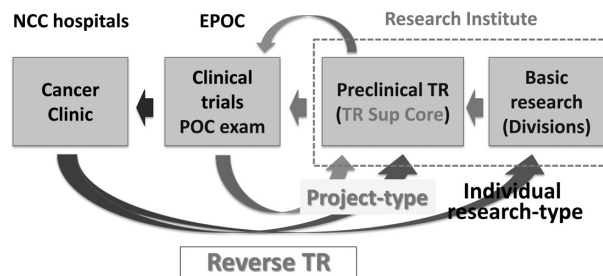 NCC hospitals
EPOC
Research Institute
Cancer
Clinic
Clinical
trials
POC exam
Preclinical TR
(TR Sup Core)
Basic
research
(Divisions)
Project-type
Individual
research-type
Reverse TR